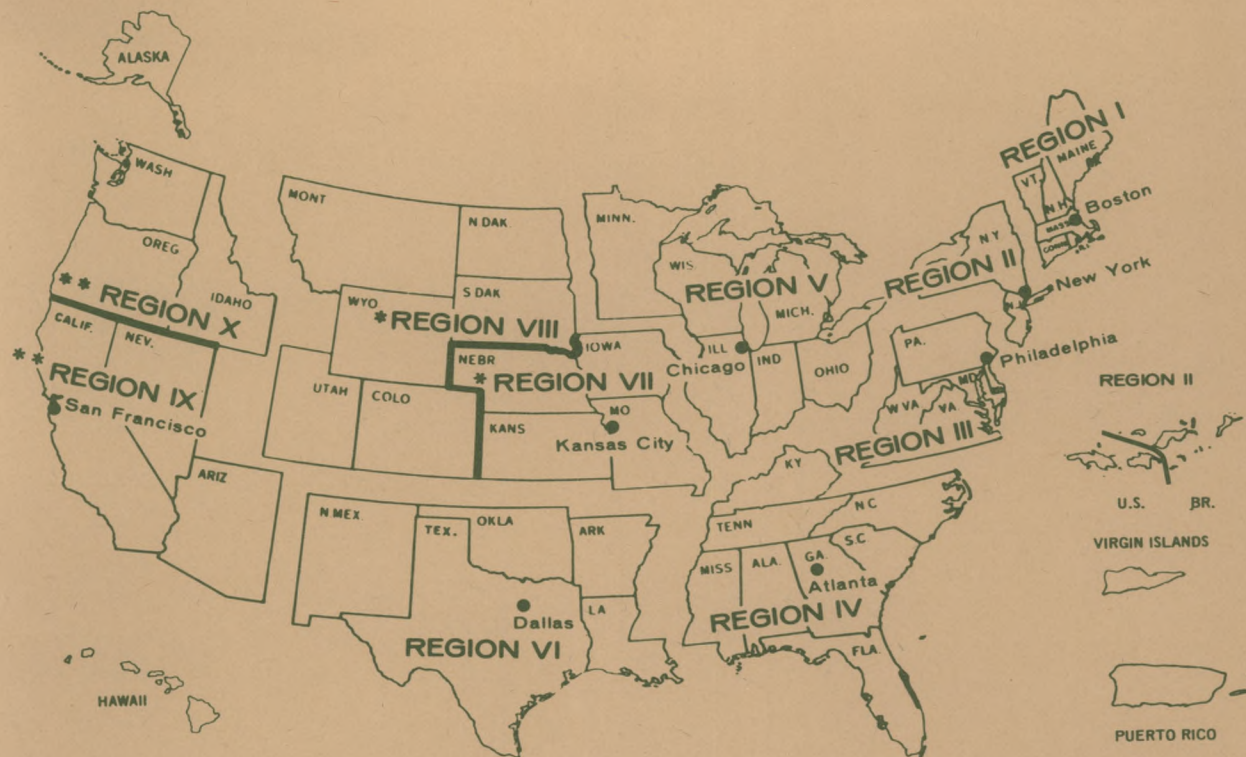 ALASKA
WASH
OREG
IDAHO
** REGION X
MONT
N DAK
S DAK
WYO
*REGION VIII
MINN.
WIS
REGION V
MICH.
REGION I
MAINE
VT.
N H
MASS
CONN
R.I.
Boston
N Y
REGION II
New York
N J
CALIF.
NEV.
** REGION IX
San Francisco
UTAH
COLO
NEBR
* REGION VII
IOWA
KANS
MO
Kansas City
ILL
Chicago
IND
OHIO
PA.
Philadelphia
MD
W VA
VA
REGION III
REGION II
U.S. BR.
VIRGIN ISLANDS
PUERTO RICO
ARIZ
N MEX
TEX.
OKLA
ARK
LA
Dallas
REGION VI
KY
TENN
N C
S.C
MISS
ALA.
GA.
Atlanta
REGION IV
FLA.
HAWAII